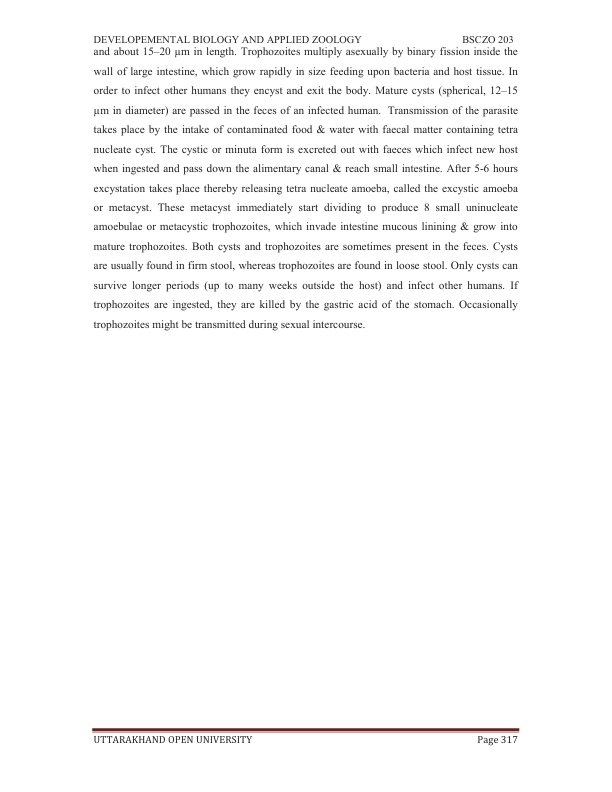 DEVELOPEMENTAL BIOLOGY AND APPLIED ZOOLOGY BSCZO 203
and about 15–20 µm in length. Trophozoites multiply asexually by binary fission inside the
wall of large intestine, which grow rapidly in size feeding upon bacteria and host tissue. In
order to infect other humans they encyst and exit the body. Mature cysts (spherical, 12–15
µm in diameter) are passed in the feces of an infected human. Transmission of the parasite
takes place by the intake of contaminated food & water with faecal matter containing tetra
nucleate cyst. The cystic or minuta form is excreted out with faeces which infect new host
when ingested and pass down the alimentary canal & reach small intestine. After 5-6 hours
excystation takes place thereby releasing tetra nucleate amoeba, called the excystic amoeba
or metacyst. These metacyst immediately start dividing to produce 8 small uninucleate
amoebulae or metacystic trophozoites, which invade intestine mucous linining & grow into
mature trophozoites. Both cysts and trophozoites are sometimes present in the feces. Cysts
are usually found in firm stool, whereas trophozoites are found in loose stool. Only cysts can
survive longer periods (up to many weeks outside the host) and infect other humans. If
trophozoites are ingested, they are killed by the gastric acid of the stomach. Occasionally
trophozoites might be transmitted during sexual intercourse.
UTTARAKHAND OPEN UNIVERSITY Page 317